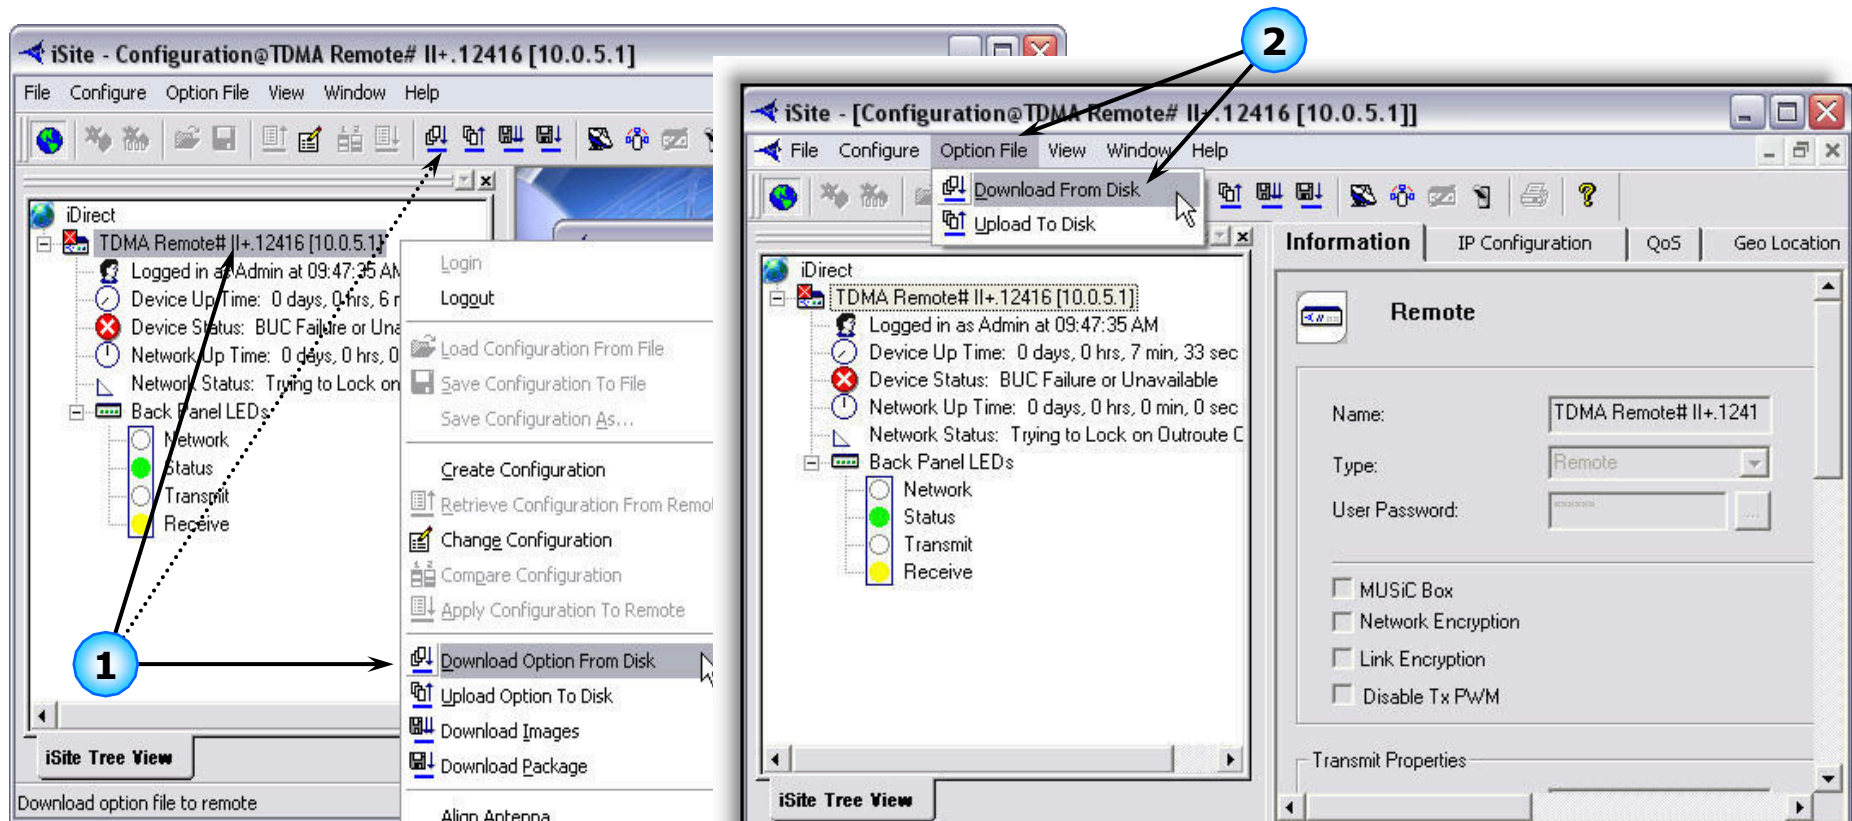 2
iSite - Configuration@TDMA Remote# II+.12416 [10.0.5.1]
File Configure Option File View Window Help
iDirect
TDMA Remote# II+.12416 [10.0.5.1]
Logged in as Admin at 09:47:35 AM
Device Up Time: 0 days, 0 hrs, 6 m
Device Status: BUC Failure or Una
Network Up Time: 0 days, 0 hrs, 0
Network Status: Trying to Lock on
Back Panel LEDs
Network
Status
Transmit
Receive
1
iSite Tree View
Download option file to remote
Login
Logout
Load Configuration From File
Save Configuration To File
Save Configuration As...
Create Configuration
Retrieve Configuration From Remo
Change Configuration
Compare Configuration
Apply Configuration To Remote
Download Option From Disk
Upload Option To Disk
Download Images
Download Package
Align Antenna
iSite - [Configuration@TDMA Remote# II+.12416 [10.0.5.1]]
File Configure Option File View Window Help
Download From Disk
Upload To Disk
iDirect
TDMA Remote# II+.12416 [10.0.5.1]
Logged in as Admin at 09:47:35 AM
Device Up Time: 0 days, 0 hrs, 7 min, 33 sec
Device Status: BUC Failure or Unavailable
Network Up Time: 0 days, 0 hrs, 0 min, 0 sec
Network Status: Trying to Lock on Outroute C
Back Panel LEDs
Network
Status
Transmit
Receive
iSite Tree View
Information IP Configuration QoS Geo Location
Remote
Name: TDMA Remote# II+.1241
Type: Remote
User Password: ****** ...
MUSiC Box
Network Encryption
Link Encryption
Disable Tx PWM
Transmit Properties